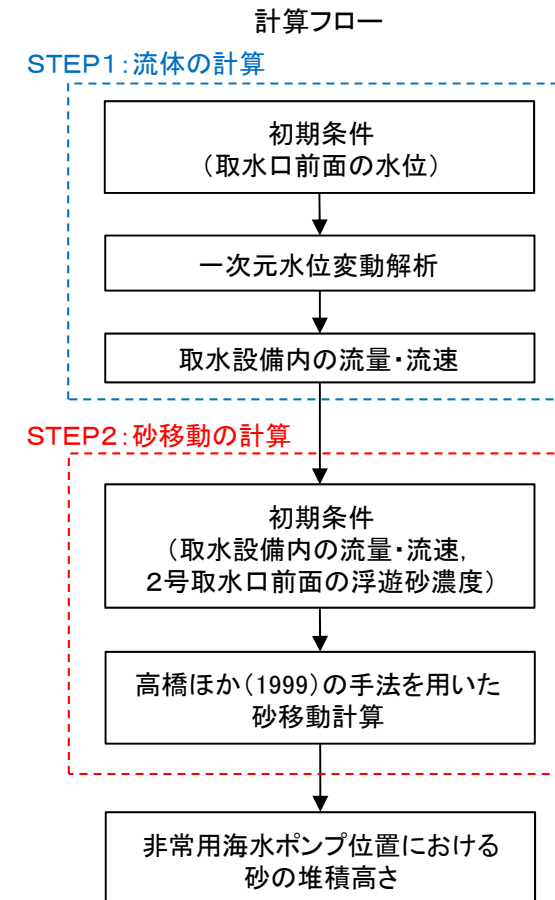 計算フロー
STEP1:流体の計算
初期条件
(取水口前面の水位)
一次元水位変動解析
取水設備内の流量・流速
STEP2:砂移動の計算
初期条件
(取水設備内の流量・流速,
2号取水口前面の浮遊砂濃度)
高橋ほか(1999)の手法を用いた
砂移動計算
非常用海水ポンプ位置における
砂の堆積高さ